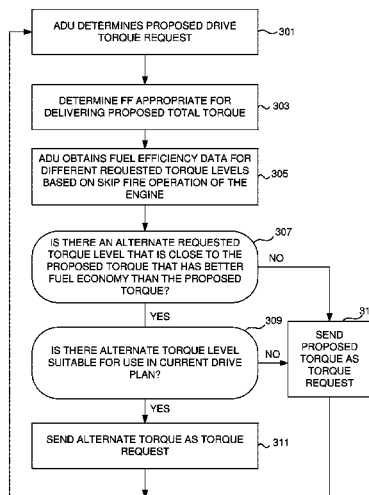 ADU DETERMINES PROPOSED DRIVE
TORQUE REQUEST
301
DETERMINE FF APPROPRIATE FOR
DELIVERING PROPOSED TOTAL TORQUE
303
ADU OBTAINS FUEL EFFICIENCY DATA FOR
DIFFERENT REQUESTED TORQUE LEVELS
BASED ON SKIP FIRE OPERATION OF THE
ENGINE
305
307
IS THERE AN ALTERNATE REQUESTED
TORQUE LEVEL THAT IS CLOSE TO THE
PROPOSED TORQUE THAT HAS BETTER
FUEL ECONOMY THAN THE PROPOSED
TORQUE?
NO
YES
309
IS THERE ALTERNATE TORQUE LEVEL
SUITABLE FOR USE IN CURRENT DRIVE
PLAN?
NO
SEND
PROPOSED
TORQUE AS
TORQUE
REQUEST
YES
SEND ALTERNATE TORQUE AS TORQUE
REQUEST
311